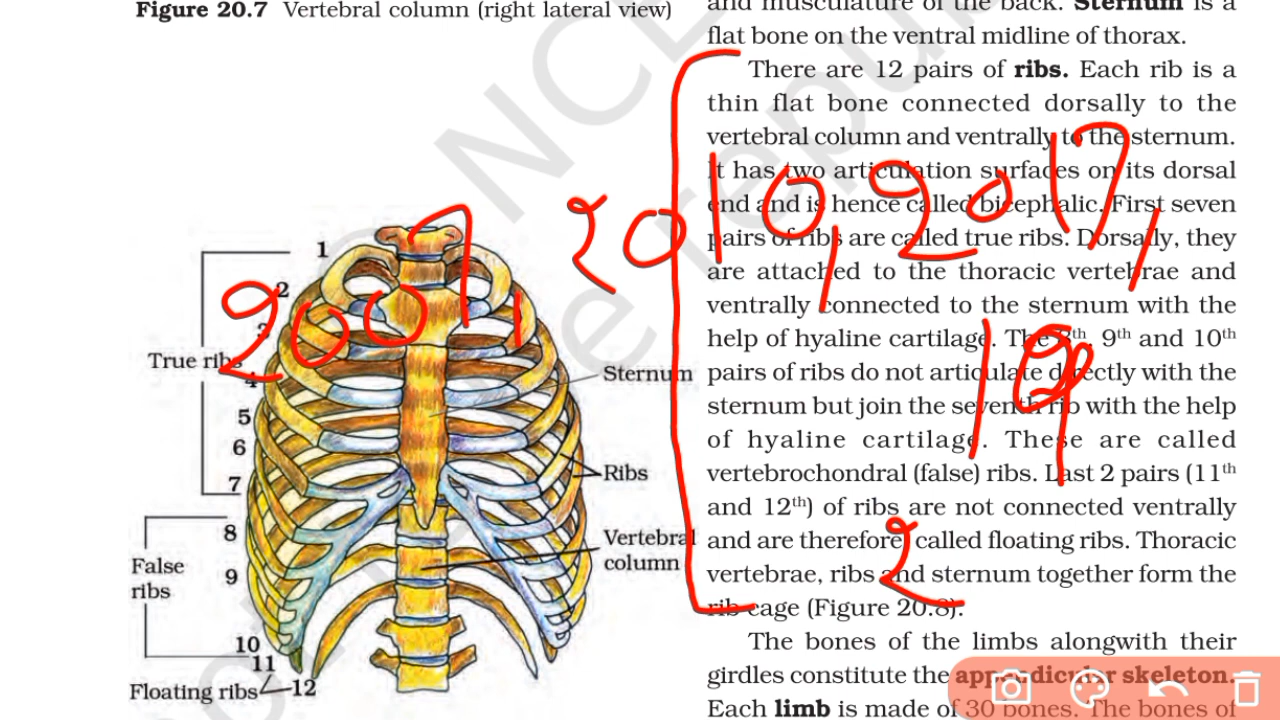 Figure 20.7 Vertebral column (right lateral view)
1
2
3
True ribs
4
5
6
7
8
False
ribs
9
10
11
Floating ribs
12
Sternum
Ribs
Vertebral
column
and musculature of the back. Sternum is a
flat bone on the ventral midline of thorax.
There are 12 pairs of ribs. Each rib is a
thin flat bone connected dorsally to the
vertebral column and ventrally to the sternum.
It has two articulation surfaces on its dorsal
end and is hence called bicephalic. First seven
pairs of ribs are called true ribs. Dorsally, they
are attached to the thoracic vertebrae and
ventrally connected to the sternum with the
help of hyaline cartilage. The 8th, 9th and 10th
pairs of ribs do not articulate directly with the
sternum but join the seventh rib with the help
of hyaline cartilage. These are called
vertebrochondral (false) ribs. Last 2 pairs (11th
and 12th) of ribs are not connected ventrally
and are therefore, called floating ribs. Thoracic
vertebrae, ribs and sternum together form the
rib cage (Figure 20.8).
The bones of the limbs alongwith their
girdles constitute the appendicular skeleton.
Each limb is made of 30 bones. The bones of
2007, 2010, 2017,
2